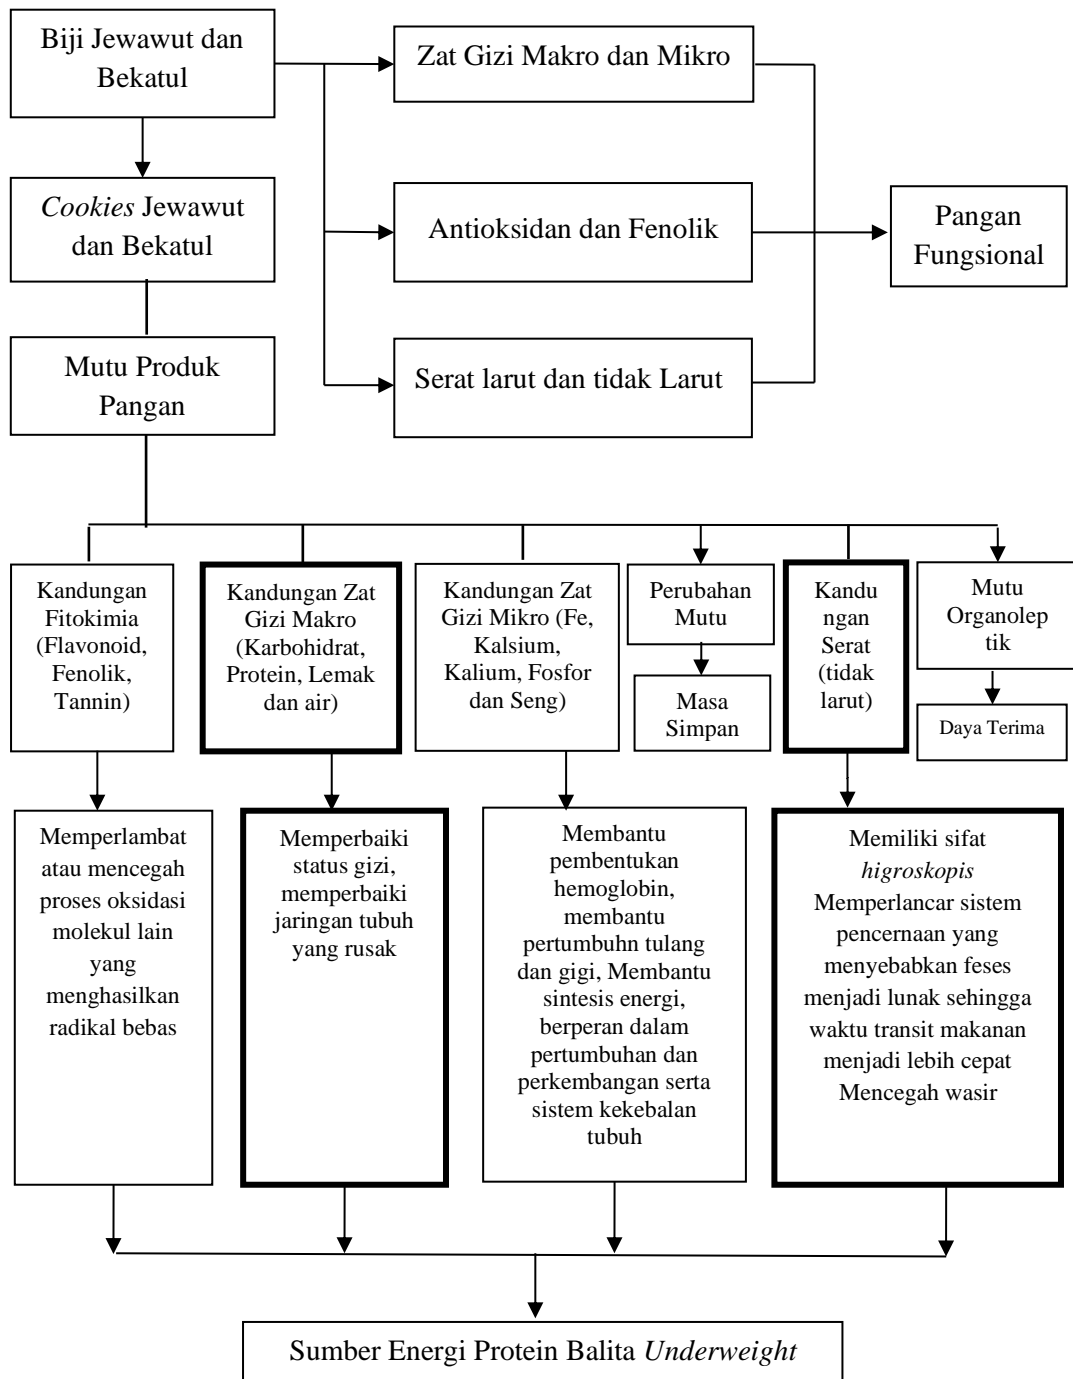 Biji Jewawut dan
Bekatul
Zat Gizi Makro dan Mikro
Cookies Jewawut
dan Bekatul
Antioksidan dan Fenolik
Pangan
Fungsional
Mutu Produk
Pangan
Serat larut dan tidak Larut
Kandungan
Fitokimia
(Flavonoid,
Fenolik,
Tannin)
Kandungan Zat
Gizi Makro
(Karbohidrat,
Protein, Lemak
dan air)
Kandungan Zat
Gizi Mikro (Fe,
Kalsium,
Kalium, Fosfor
dan Seng)
Perubahan
Mutu
Masa
Simpan
Kandu
ngan
Serat
(tidak
larut)
Mutu
Organolep
tik
Daya Terima
Memperlambat
atau mencegah
proses oksidasi
molekul lain
yang
menghasilkan
radikal bebas
Memperbaiki
status gizi,
memperbaiki
jaringan tubuh
yang rusak
Membantu
pembentukan
hemoglobin,
membantu
pertumbuhn tulang
dan gigi, Membantu
sintesis energi,
berperan dalam
pertumbuhan dan
perkembangan serta
sistem kekebalan
tubuh
Memiliki sifat
higroskopis
Memperlancar sistem
pencernaan yang
menyebabkan feses
menjadi lunak sehingga
waktu transit makanan
menjadi lebih cepat
Mencegah wasir
Sumber Energi Protein Balita Underweight